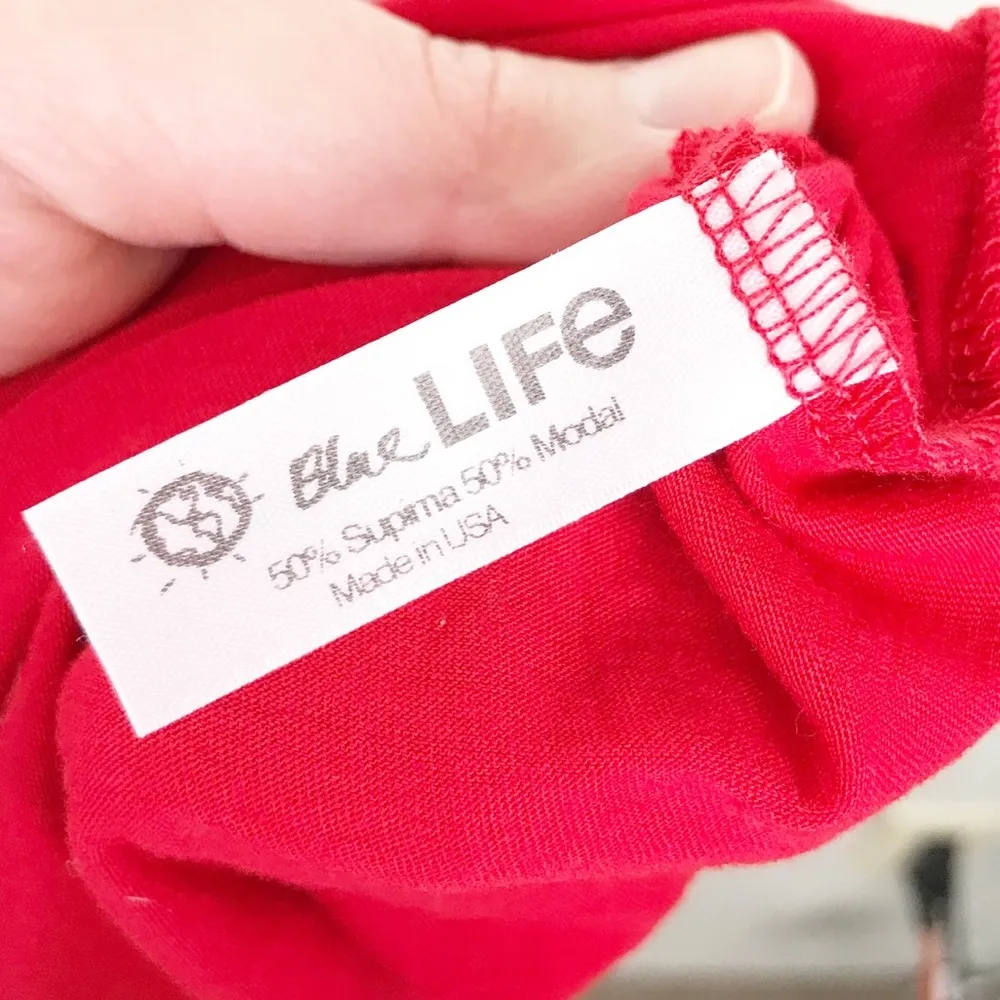 Blue LIFe
50% Supima 50% Modal
Made in USA